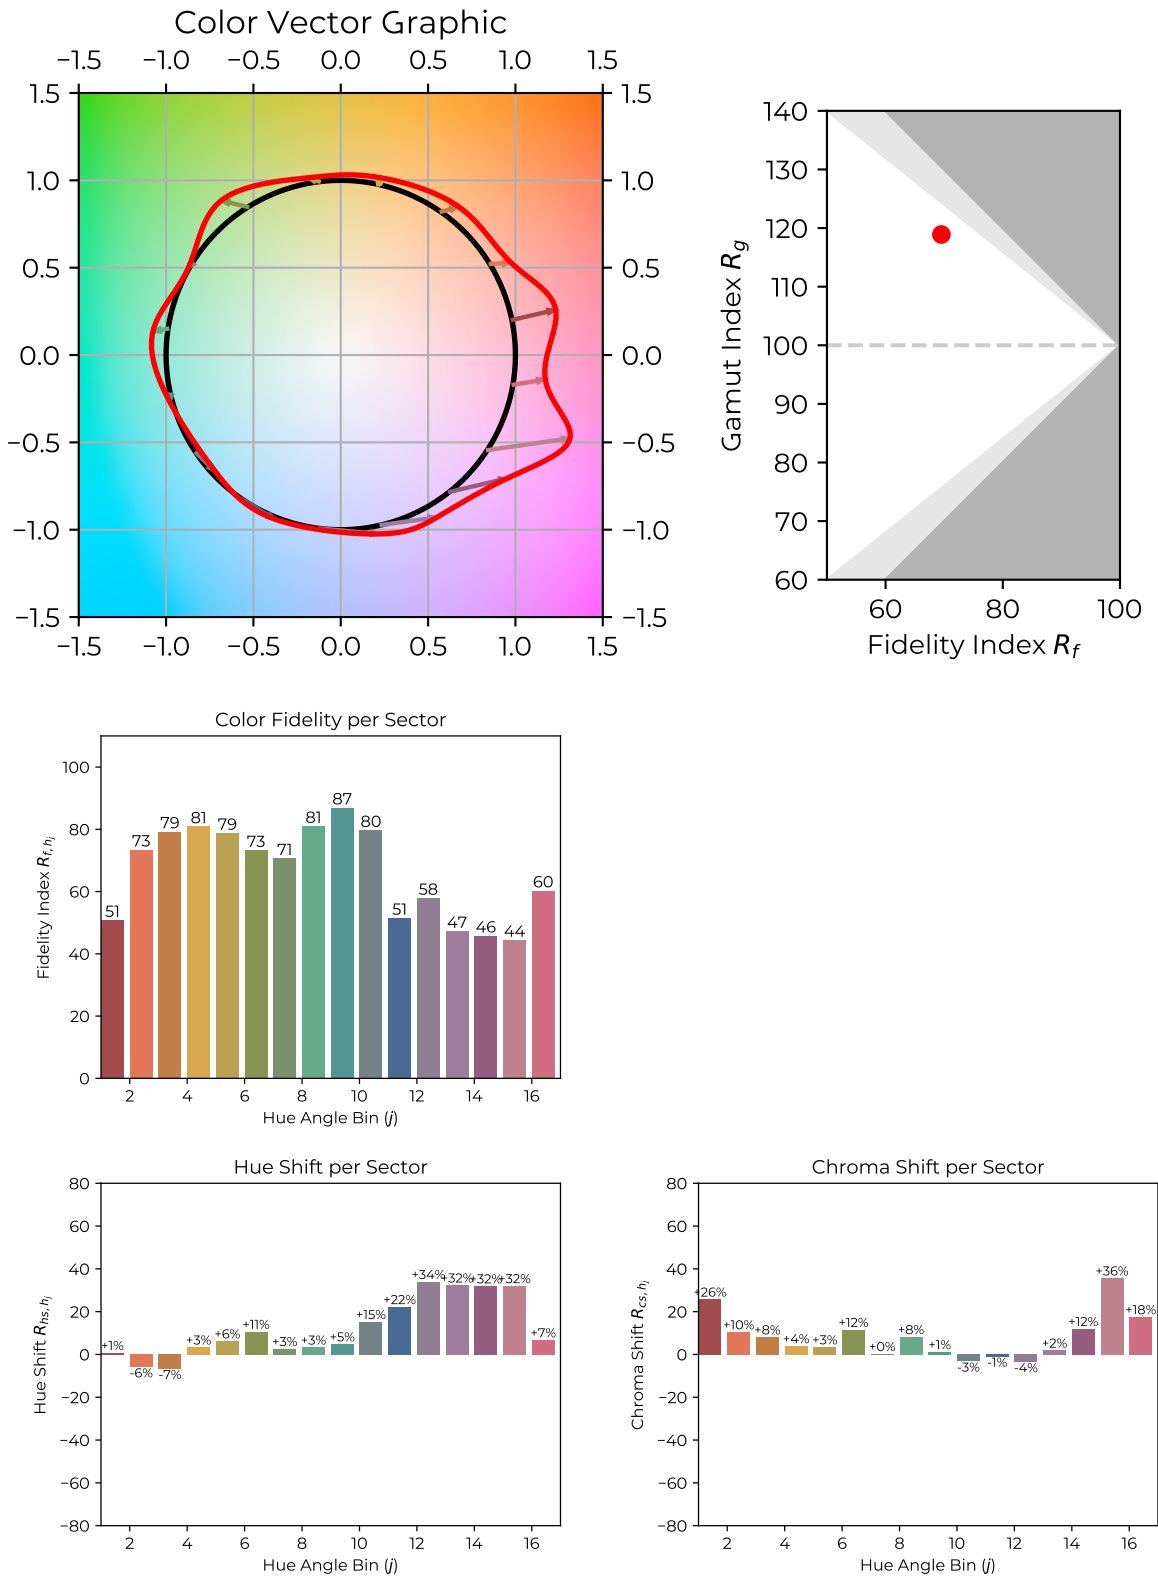 Color Vector Graphic
−1.5 −1.0 −0.5 0.0 0.5 1.0 1.5
1.5 1.5
1.0 1.0
0.5 0.5
0.0 0.0
−0.5 −0.5
−1.0 −1.0
−1.5 −1.5
−1.5 −1.0 −0.5 0.0 0.5 1.0 1.5
Gamut Index Rg
140
130
120
110
100
90
80
70
60
60 80 100
Fidelity Index Rf
Color Fidelity per Sector
Fidelity Index Rf,hj
100
80
60
40
20
0
51 73 79 81 79 73 71 81 87 80 51 58 47 46 44 60
2 4 6 8 10 12 14 16
Hue Angle Bin (j)
Hue Shift per Sector
Hue Shift Rhs,hj
80
60
40
20
0
−20
−40
−60
−80
+1% -6% -7% +3% +6% +11% +3% +3% +5% +15% +22% +34% +32% +32% +32% +7%
2 4 6 8 10 12 14 16
Hue Angle Bin (j)
Chroma Shift per Sector
Chroma Shift Rcs,hj
80
60
40
20
0
−20
−40
−60
−80
+26% +10% +8% +4% +3% +12% +0% +8% +1% -3% -1% -4% +2% +12% +36% +18%
2 4 6 8 10 12 14 16
Hue Angle Bin (j)